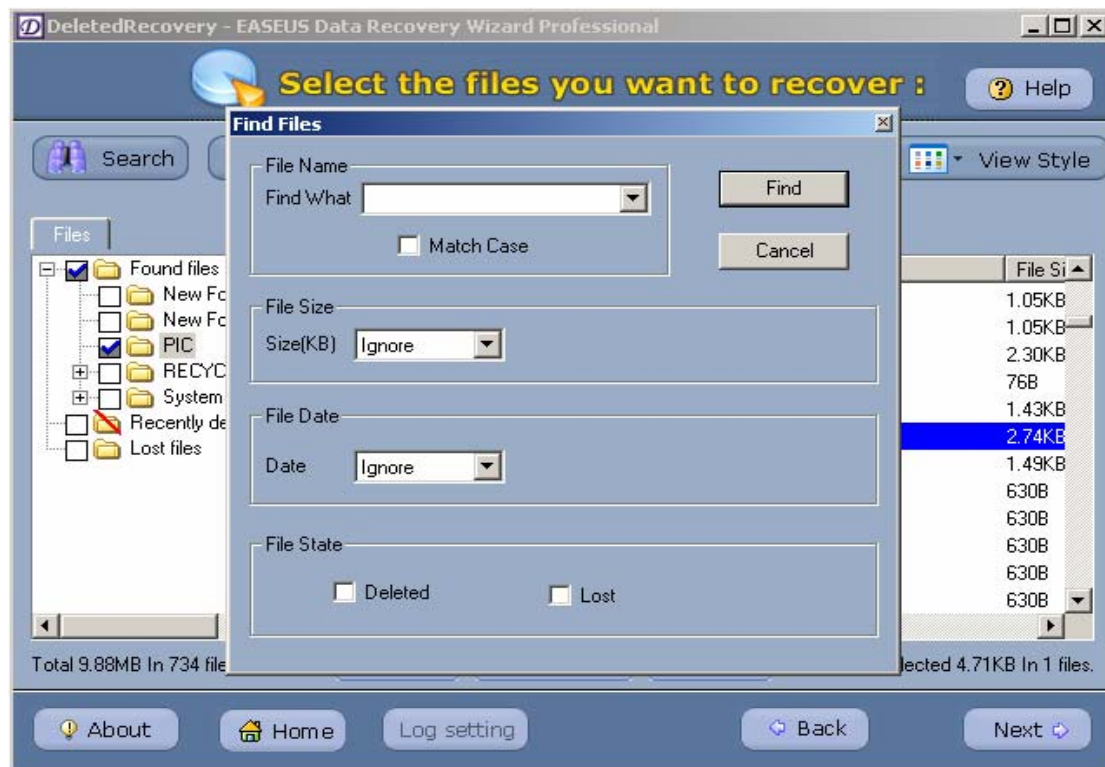 DeletedRecovery - EASEUS Data Recovery Wizard Professional
Select the files you want to recover :
Help
Find Files
Search
View Style
File Name
Find What
Find
Match Case
Cancel
Files
Found files
New Fo
New Fo
PIC
RECYC
System
Recently de
Lost files
File Size
Size(KB) Ignore
File Date
Date Ignore
File State
Deleted Lost
File Si
1.05KB
1.05KB
2.30KB
76B
1.43KB
2.74KB
1.49KB
630B
630B
630B
630B
630B
Total 9.88MB In 734 file
lected 4.71KB In 1 files.
About Home Log setting Back Next